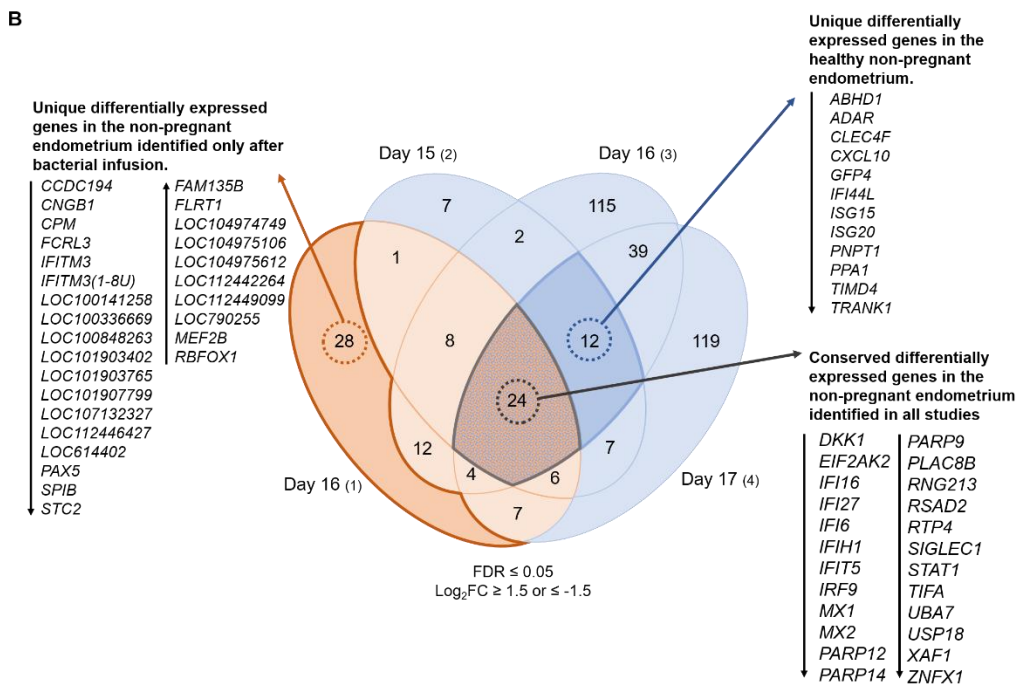 B
Unique differentially expressed
genes in the non-pregnant
endometrium identified only after
bacterial infusion.
CCDC194
CNGB1
CPM
FCRL3
IFITM3
IFITM3(1-8U)
LOC100141258
LOC100336669
LOC100848263
LOC101903402
LOC101903765
LOC101907799
LOC107132327
LOC112446427
LOC614402
PAX5
SPIB
STC2
FAM135B
FLRT1
LOC104974749
LOC104975106
LOC104975612
LOC112442264
LOC112449099
LOC790255
MEF2B
RBFOX1
Day 15 (2)
Day 16 (3)
Day 16 (1)
Day 17 (4)
7
115
2
1
39
8
28
12
119
24
12
4
6
7
7
FDR ≤ 0.05
Log₂FC ≥ 1.5 or ≤ -1.5
Unique differentially
expressed genes in the
healthy non-pregnant
endometrium.
ABHD1
ADAR
CLEC4F
CXCL10
GFP4
IFI44L
ISG15
ISG20
PNPT1
PPA1
TIMD4
TRANK1
Conserved differentially
expressed genes in the
non-pregnant endometrium
identified in all studies
DKK1
EIF2AK2
IFI16
IFI27
IFI6
IFIH1
IFIT5
IRF9
MX1
MX2
PARP12
PARP14
PARP9
PLAC8B
RNG213
RSAD2
RTP4
SIGLEC1
STAT1
TIFA
UBA7
USP18
XAF1
ZNFX1